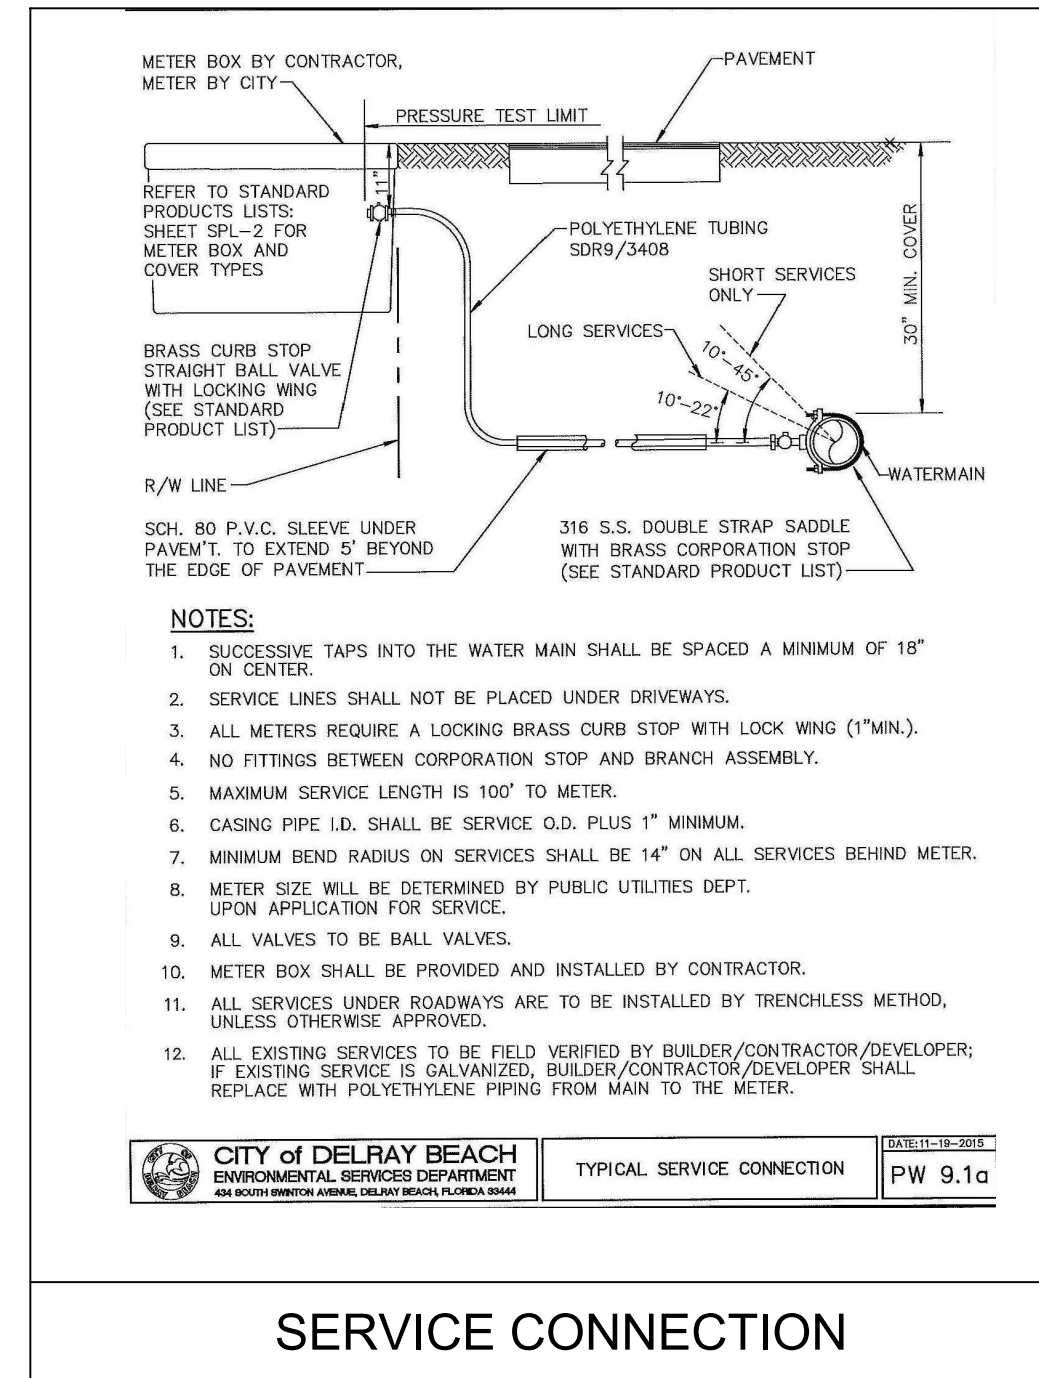 METER BOX BY CONTRACTOR,
METER BY CITY
PAVEMENT
PRESSURE TEST LIMIT
11"
REFER TO STANDARD
PRODUCTS LISTS:
SHEET SPL-2 FOR
METER BOX AND
COVER TYPES
POLYETHYLENE TUBING
SDR9/3408
SHORT SERVICES
ONLY
30" MIN. COVER
LONG SERVICES
10°-45°
10°-22°
BRASS CURB STOP
STRAIGHT BALL VALVE
WITH LOCKING WING
(SEE STANDARD
PRODUCT LIST)
WATERMAIN
R/W LINE
SCH. 80 P.V.C. SLEEVE UNDER
PAVEM'T. TO EXTEND 5' BEYOND
THE EDGE OF PAVEMENT
316 S.S. DOUBLE STRAP SADDLE
WITH BRASS CORPORATION STOP
(SEE STANDARD PRODUCT LIST)
NOTES:
1. SUCCESSIVE TAPS INTO THE WATER MAIN SHALL BE SPACED A MINIMUM OF 18"
ON CENTER.
2. SERVICE LINES SHALL NOT BE PLACED UNDER DRIVEWAYS.
3. ALL METERS REQUIRE A LOCKING BRASS CURB STOP WITH LOCK WING (1"MIN.).
4. NO FITTINGS BETWEEN CORPORATION STOP AND BRANCH ASSEMBLY.
5. MAXIMUM SERVICE LENGTH IS 100' TO METER.
6. CASING PIPE I.D. SHALL BE SERVICE O.D. PLUS 1" MINIMUM.
7. MINIMUM BEND RADIUS ON SERVICES SHALL BE 14" ON ALL SERVICES BEHIND METER.
8. METER SIZE WILL BE DETERMINED BY PUBLIC UTILITIES DEPT.
UPON APPLICATION FOR SERVICE.
9. ALL VALVES TO BE BALL VALVES.
10. METER BOX SHALL BE PROVIDED AND INSTALLED BY CONTRACTOR.
11. ALL SERVICES UNDER ROADWAYS ARE TO BE INSTALLED BY TRENCHLESS METHOD,
UNLESS OTHERWISE APPROVED.
12. ALL EXISTING SERVICES TO BE FIELD VERIFIED BY BUILDER/CONTRACTOR/DEVELOPER;
IF EXISTING SERVICE IS GALVANIZED, BUILDER/CONTRACTOR/DEVELOPER SHALL
REPLACE WITH POLYETHYLENE PIPING FROM MAIN TO THE METER.
CITY OF DELRAY BEACH
CITY of DELRAY BEACH
ENVIRONMENTAL SERVICES DEPARTMENT
434 SOUTH SWINTON AVENUE, DELRAY BEACH, FLORIDA 33444
TYPICAL SERVICE CONNECTION
DATE:11-19-2015
PW 9.1a
SERVICE CONNECTION